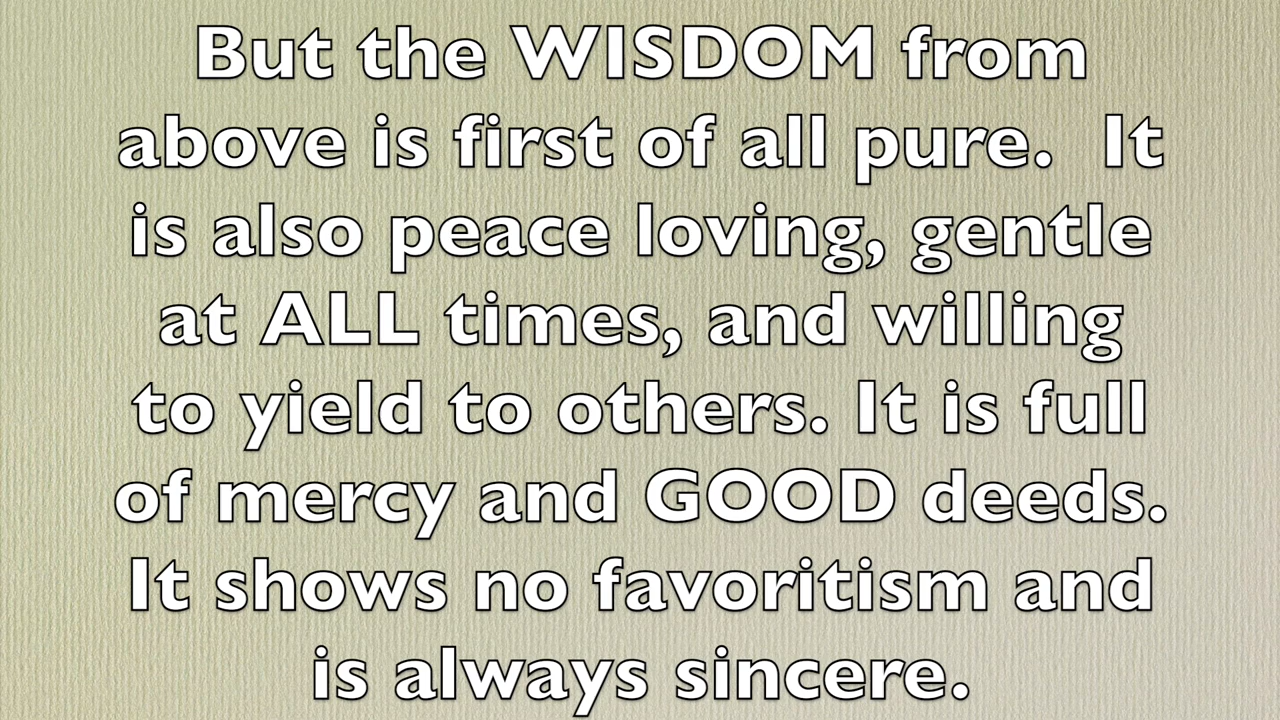 But the WISDOM from
above is first of all pure.  It
is also peace loving, gentle
at ALL times, and willing
to yield to others. It is full
of mercy and GOOD deeds.
It shows no favoritism and
is always sincere.